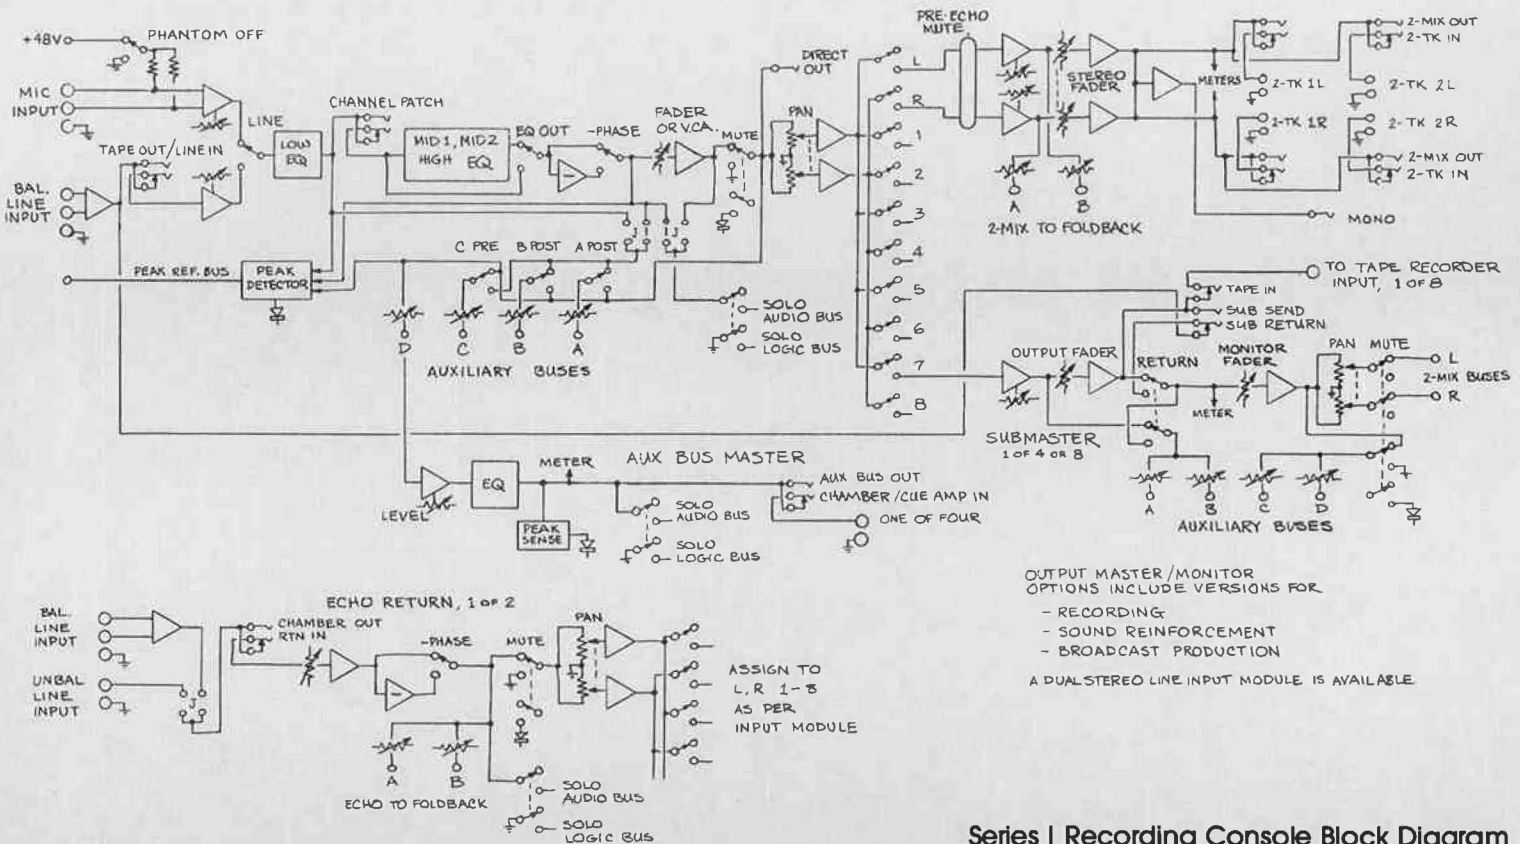 +48V
PHANTOM OFF
MIC
INPUT
LINE
TAPE OUT/LINE IN
BAL.
LINE
INPUT
LOW
EQ
CHANNEL PATCH
MID 1, MID 2
HIGH EQ
EQ OUT
-PHASE
FADER
OR V.C.A.
MUTE
DIRECT
OUT
PAN
PRE-ECHO
MUTE
L
R
1
2
3
4
5
6
7
8
STEREO
FADER
METERS
2-MIX OUT
2-TK IN
2-TK 1L
2-TK 2L
2-TK 1R
2-TK 2R
2-MIX OUT
2-TK IN
MONO
A
B
2-MIX TO FOLDBACK
PEAK REF. BUS
PEAK
DETECTOR
C PRE
B POST
A POST
J
J
D
C
B
A
AUXILIARY BUSES
SOLO
AUDIO BUS
SOLO
LOGIC BUS
TO TAPE RECORDER
INPUT, 1 OF 8
TAPE IN
SUB SEND
SUB RETURN
OUTPUT FADER
RETURN
MONITOR
FADER
METER
PAN
MUTE
L
2-MIX BUSES
R
SUBMASTER
1 OF 4 OR 8
A
B
C
D
AUXILIARY BUSES
AUX BUS MASTER
LEVEL
EQ
METER
PEAK
SENSE
SOLO
AUDIO BUS
SOLO
LOGIC BUS
AUX BUS OUT
CHAMBER/CUE AMP IN
ONE OF FOUR
ECHO RETURN, 1 OF 2
BAL.
LINE
INPUT
UNBAL
LINE
INPUT
J
CHAMBER OUT
RTN IN
-PHASE
MUTE
PAN
A
B
ECHO TO FOLDBACK
SOLO
AUDIO BUS
SOLO
LOGIC BUS
ASSIGN TO
L, R 1-8
AS PER
INPUT MODULE
OUTPUT MASTER/MONITOR
OPTIONS INCLUDE VERSIONS FOR
- RECORDING
- SOUND REINFORCEMENT
- BROADCAST PRODUCTION
A DUAL STEREO LINE INPUT MODULE IS AVAILABLE
Series I Recording Console Block Diagram